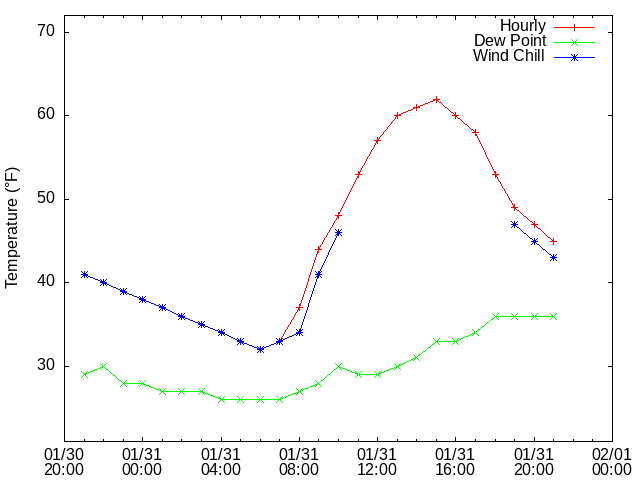 70
60
50
40
30
Temperature (°F)
Hourly
Dew Point
Wind Chill
01/30 01/31 01/31 01/31 01/31 01/31 01/31 02/01
20:00 00:00 04:00 08:00 12:00 16:00 20:00 00:00